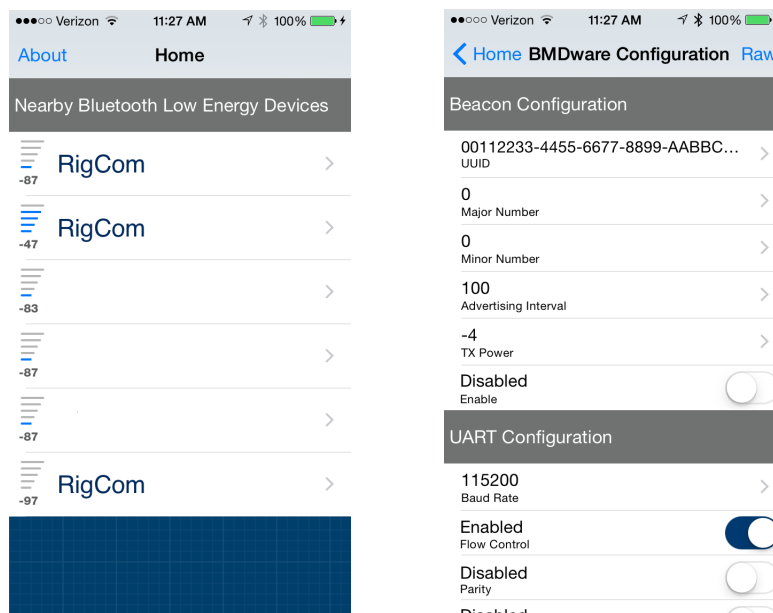 Verizon 11:27 AM 100%
About Home
Nearby Bluetooth Low Energy Devices
RigCom
-87
RigCom
-47
-83
-87
-87
RigCom
-97
Verizon 11:27 AM 100%
Home BMDware Configuration Raw
Beacon Configuration
00112233-4455-6677-8899-AABBC...
UUID
0
Major Number
0
Minor Number
100
Advertising Interval
-4
TX Power
Disabled
Enable
UART Configuration
115200
Baud Rate
Enabled
Flow Control
Disabled
Parity